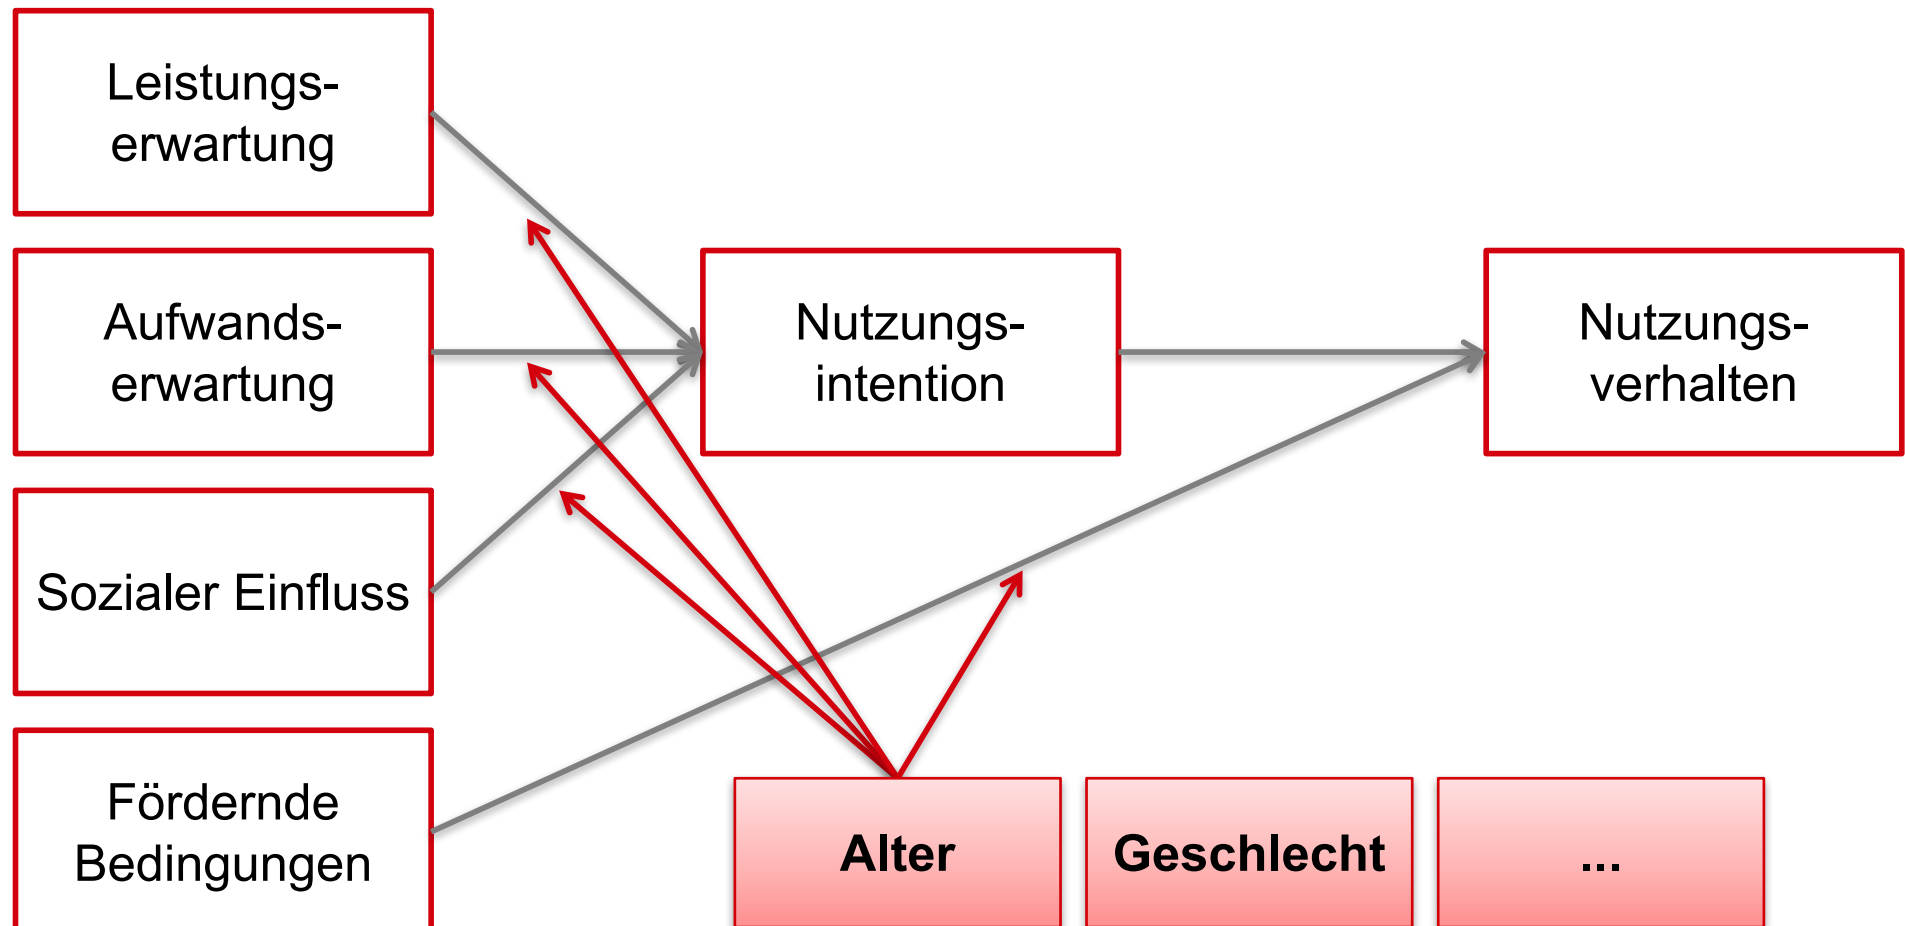 Leistungs-
erwartung
Aufwands-
erwartung
Nutzungs-
intention
Nutzungs-
verhalten
Sozialer Einfluss
Fördernde
Bedingungen
Alter
Geschlecht
...